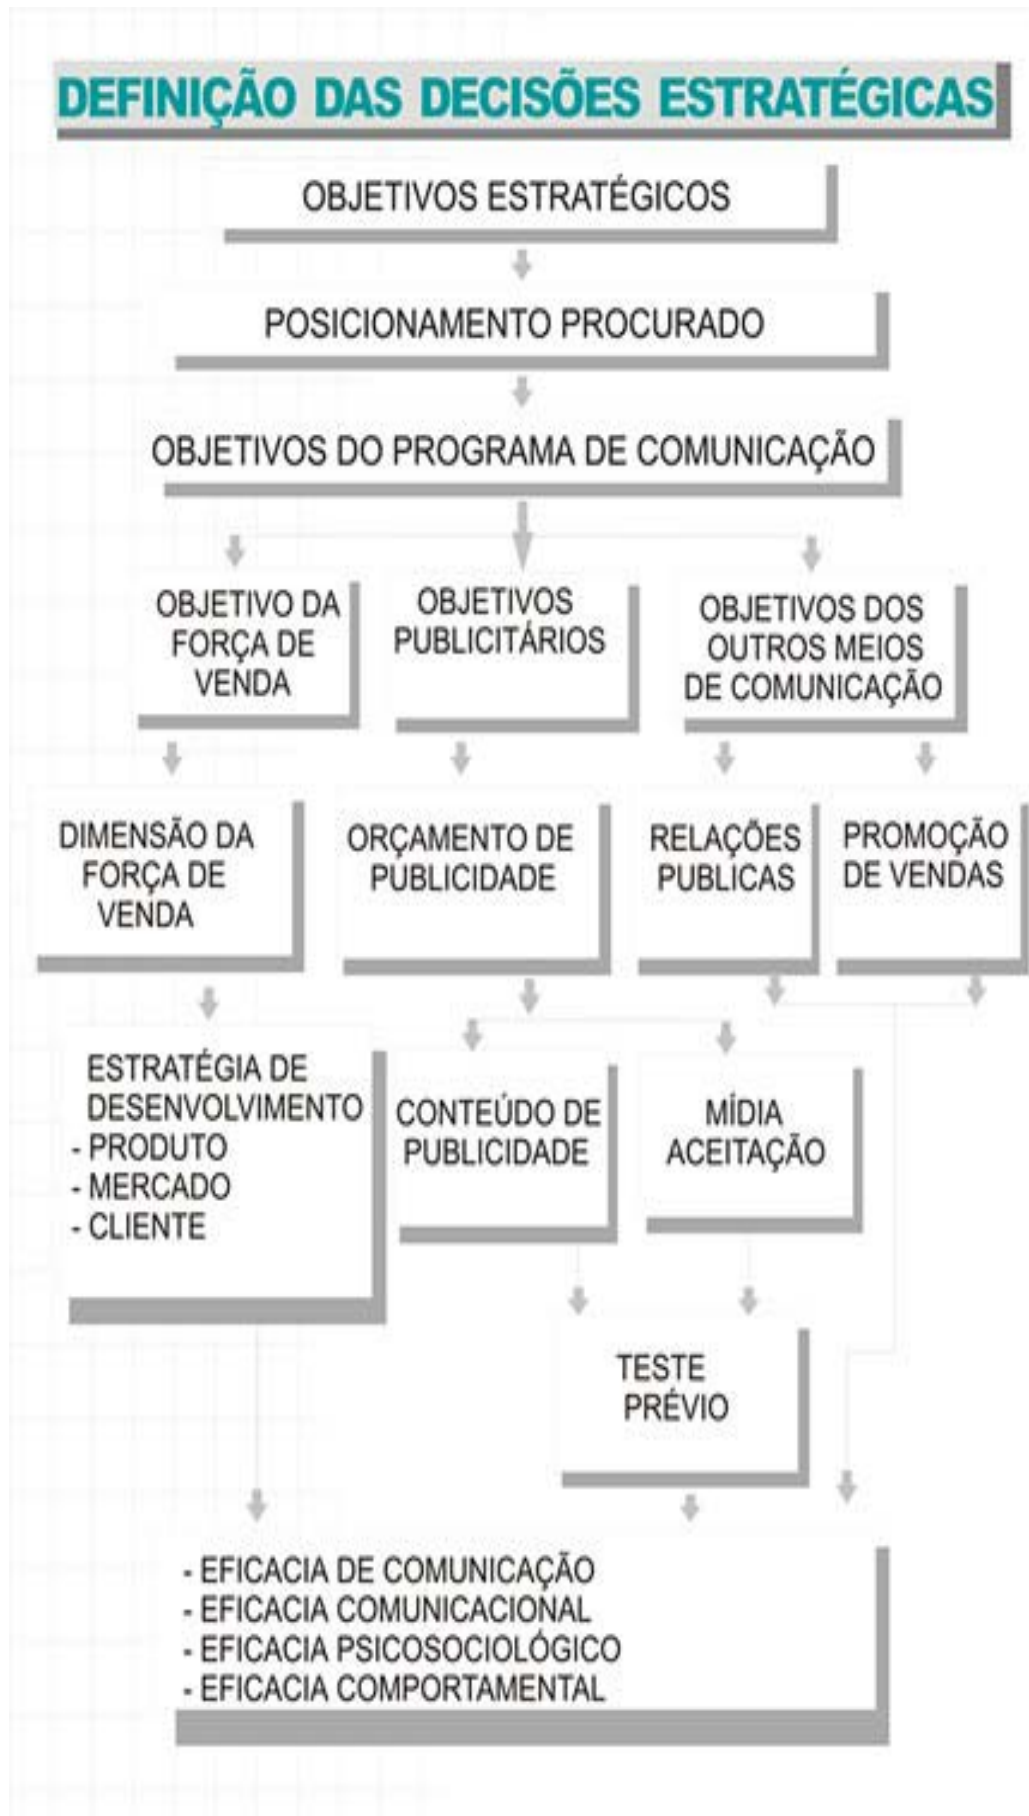 DEFINIÇÃO DAS DECISÕES ESTRATÉGICAS
OBJETIVOS ESTRATÉGICOS
POSICIONAMENTO PROCURADO
OBJETIVOS DO PROGRAMA DE COMUNICAÇÃO
OBJETIVO DA
FORÇA DE
VENDA
OBJETIVOS
PUBLICITÁRIOS
OBJETIVOS DOS
OUTROS MEIOS
DE COMUNICAÇÃO
DIMENSÃO DA
FORÇA DE
VENDA
ORÇAMENTO DE
PUBLICIDADE
RELAÇÕES
PUBLICAS
PROMOÇÃO
DE VENDAS
ESTRATÉGIA DE
DESENVOLVIMENTO
- PRODUTO
- MERCADO
- CLIENTE
CONTEÚDO DE
PUBLICIDADE
MÍDIA
ACEITAÇÃO
TESTE
PRÉVIO
- EFICACIA DE COMUNICAÇÃO
- EFICACIA COMUNICACIONAL
- EFICACIA PSICOSOCIOLÓGICO
- EFICACIA COMPORTAMENTAL